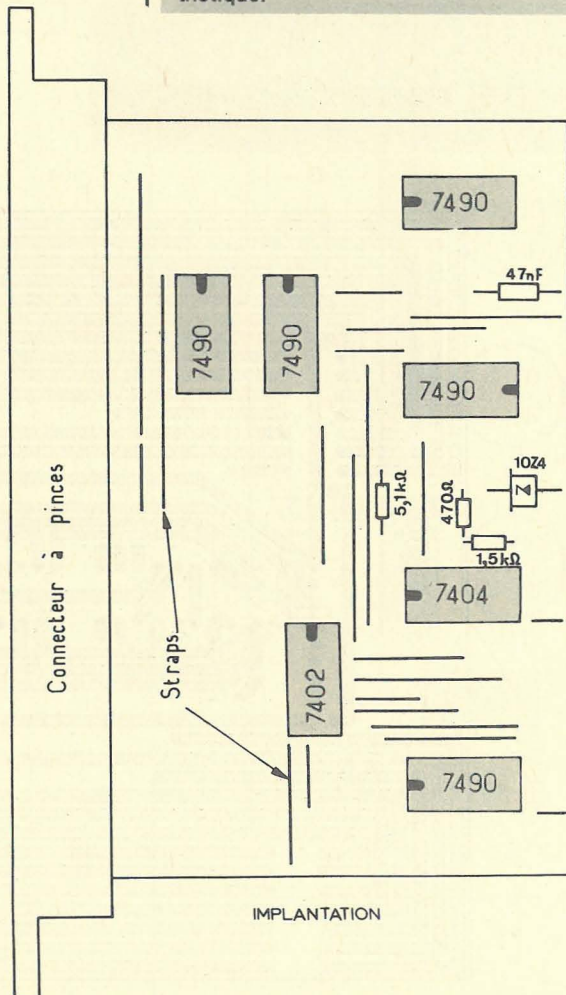 7490
47nF
7490
7490
7490
10Z4
5,1kΩ
470Ω
1,5kΩ
Connecteur à pinces
7404
Straps
7402
7490
IMPLANTATION